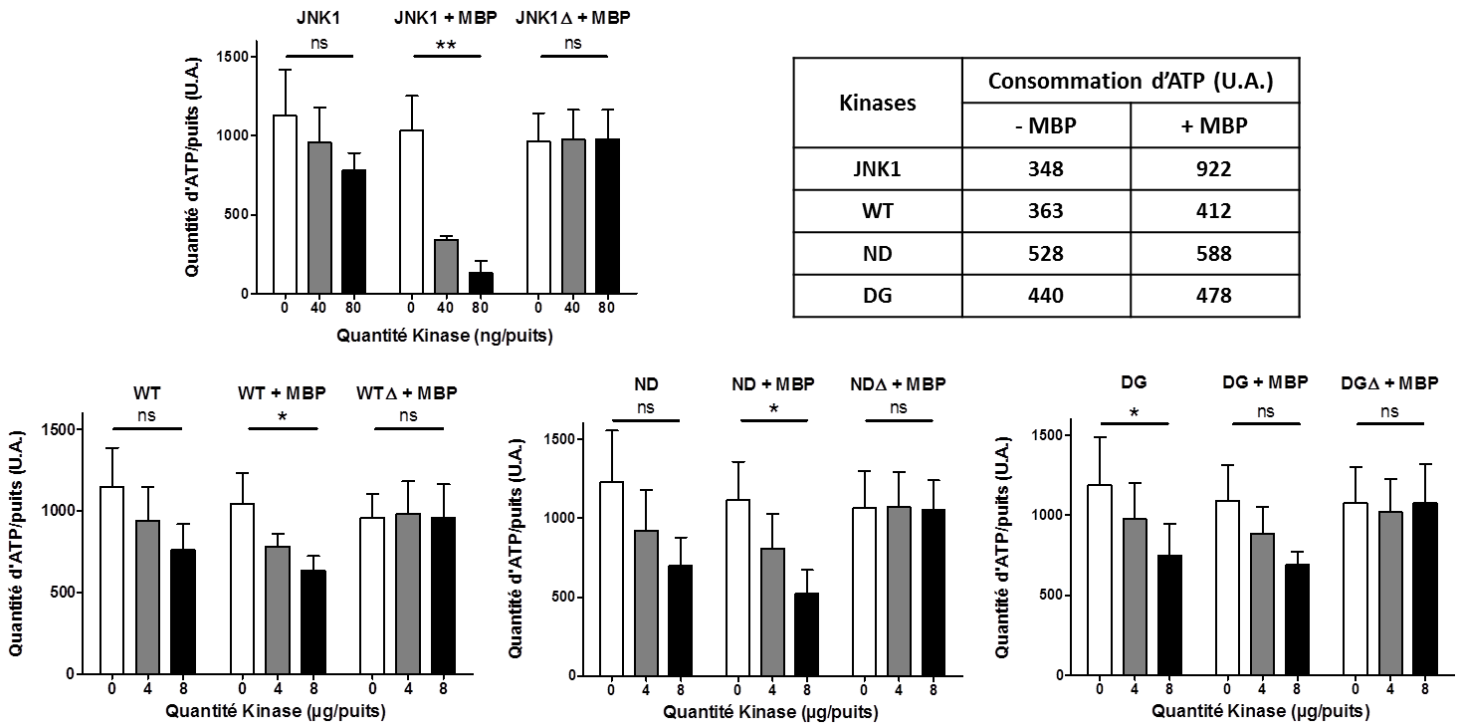 JNK1 JNK1 + MBP JNK1Δ + MBP
ns ** ns
Quantité d'ATP/puits (U.A.)
1500
1000
500
0
0 40 80 0 40 80 0 40 80
Quantité Kinase (ng/puits)
Kinases Consommation d'ATP (U.A.)
- MBP + MBP
JNK1 348 922
WT 363 412
ND 528 588
DG 440 478
WT WT + MBP WTΔ + MBP
ns * ns
Quantité d'ATP/puits (U.A.)
1500
1000
500
0
0 4 8 0 4 8 0 4 8
Quantité Kinase (µg/puits)
ND ND + MBP NDΔ + MBP
ns * ns
Quantité d'ATP/puits (U.A.)
1500
1000
500
0
0 4 8 0 4 8 0 4 8
Quantité Kinase (µg/puits)
DG DG + MBP DGΔ + MBP
* ns ns
Quantité d'ATP/puits (U.A.)
1500
1000
500
0
0 4 8 0 4 8 0 4 8
Quantité Kinase (µg/puits)